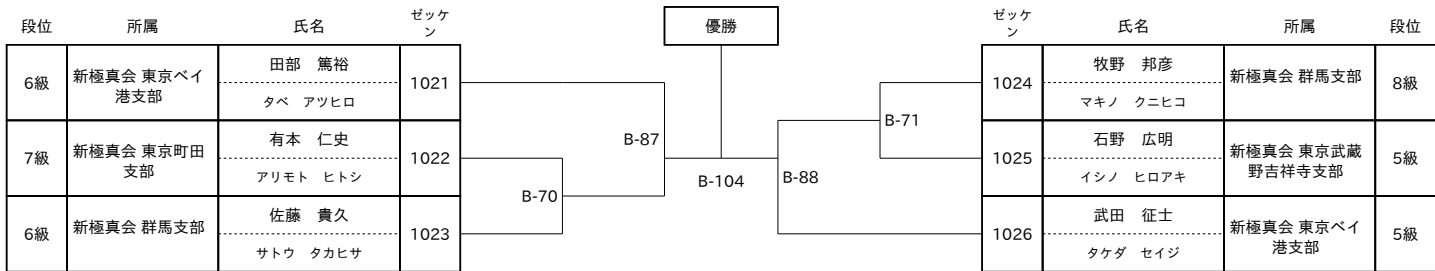 段位 所属 氏名 ゼッケ
ン
6級 新極真会 東京ベイ
港支部 田部 篤裕
タベ アツヒロ 1021
7級 新極真会 東京町田
支部 有本 仁史
アリモト ヒトシ 1022
6級 新極真会 群馬支部 佐藤 貴久
サトウ タカヒサ 1023
優勝
B-87
B-70
B-104
B-71
B-88
ゼッケ
ン 氏名 所属 段位
1024 牧野 邦彦
マキノ クニヒコ 新極真会 群馬支部 8級
1025 石野 広明
イシノ ヒロアキ 新極真会 東京武蔵
野吉祥寺支部 5級
1026 武田 征士
タケダ セイジ 新極真会 東京ベイ
港支部 5級